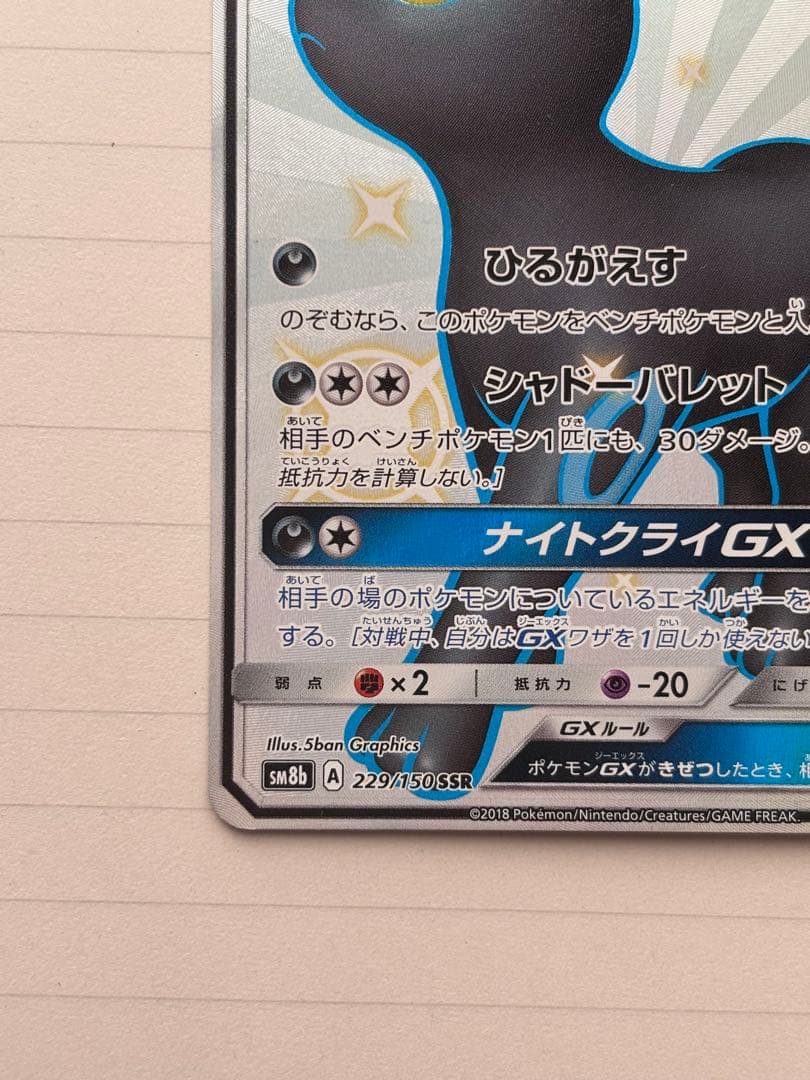 ひるがえす
のぞむなら、このポケモンをベンチポケモンと入
シャドーバレット
相手のベンチポケモン1匹にも、30ダメージ。
抵抗力を計算しない。]
ナイトクライGX
相手の場のポケモンについているエネルギーを
する。[対戦中、自分はGXワザを1回しか使えない
弱点 ×2 抵抗力 -20 にげ
GXルール
Illus.5ban Graphics
ポケモンGXがきぜつしたとき、相
SM8b A 229/150 SSR
©2018 Pokémon/Nintendo/Creatures/GAME FREAK.